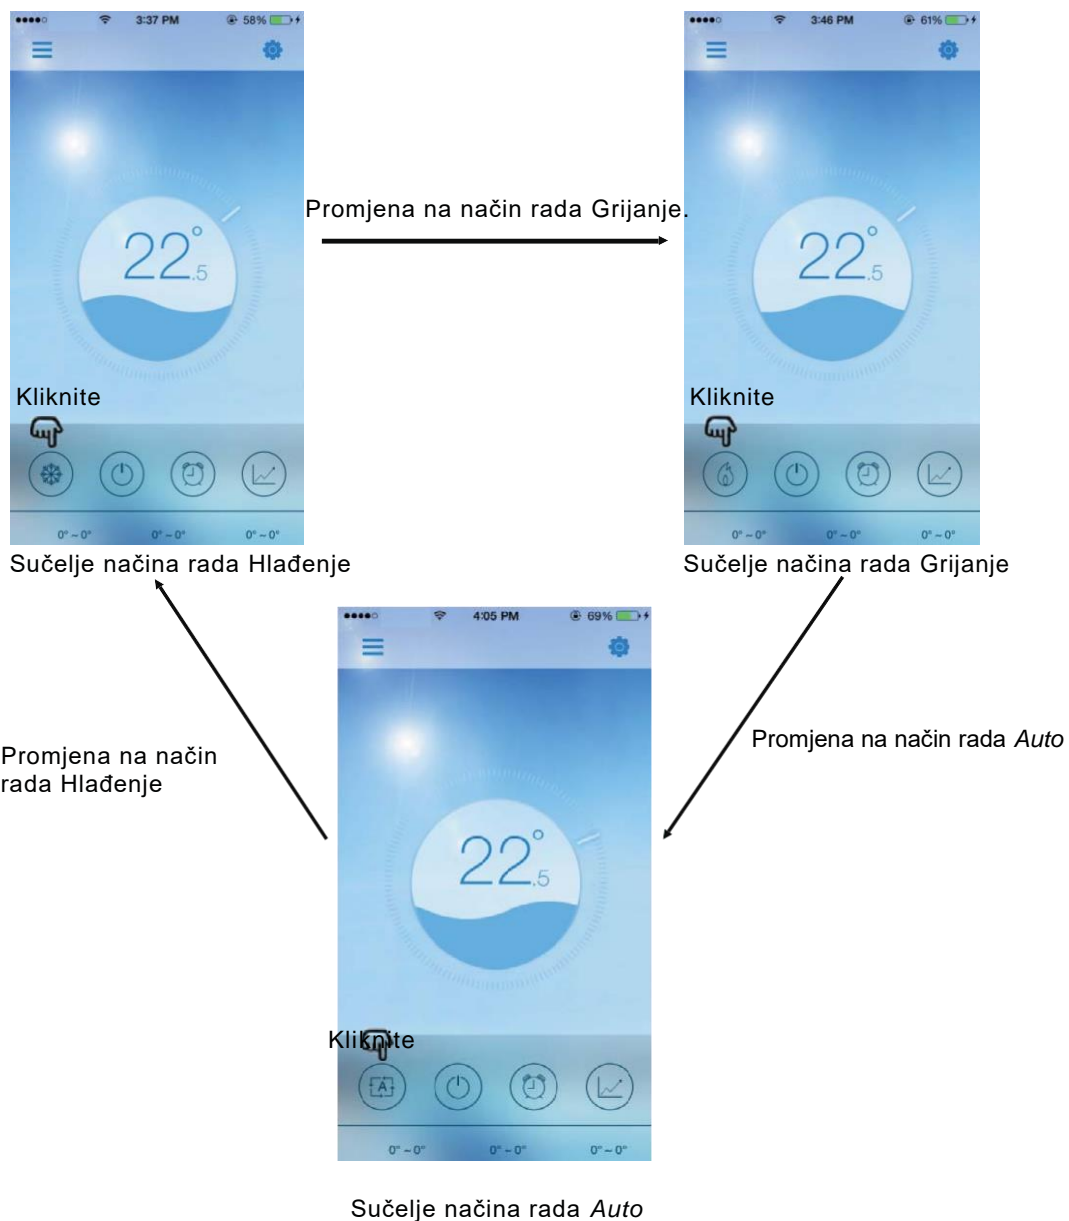 3:37 PM 58%
22°.5
Kliknite
0° ~ 0° 0° ~ 0° 0° ~ 0°
Sučelje načina rada Hlađenje
Promjena na način rada Grijanje.
3:46 PM 61%
22°.5
Kliknite
0° ~ 0° 0° ~ 0° 0° ~ 0°
Sučelje načina rada Grijanje
Promjena na način
rada Hlađenje
4:05 PM 69%
22°.5
Kliknite
A
0° ~ 0° 0° ~ 0° 0° ~ 0°
Sučelje načina rada Auto
Promjena na način rada Auto